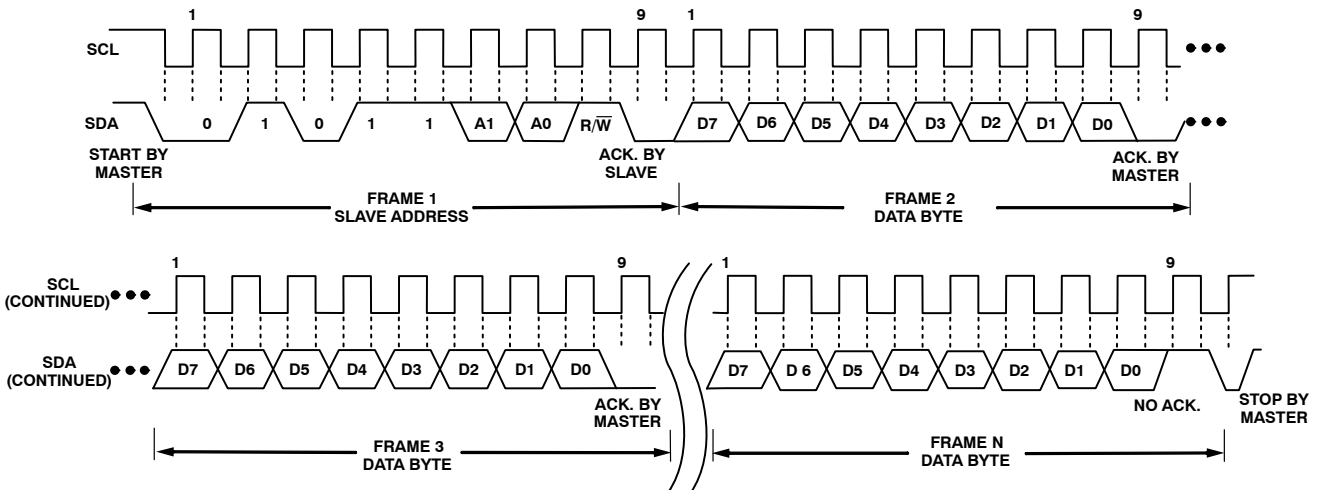 1 9 1 9
SCL
SDA 0 1 0 1 1 A1 A0 R/W̅ D7 D6 D5 D4 D3 D2 D1 D0
START BY
MASTER
ACK. BY
SLAVE
ACK. BY
MASTER
FRAME 1
SLAVE ADDRESS
FRAME 2
DATA BYTE
1 9 1 9
SCL
(CONTINUED)
SDA
(CONTINUED)
D7 D6 D5 D4 D3 D2 D1 D0 D7 D 6 D5 D4 D3 D2 D1 D0
ACK. BY
MASTER
NO ACK.
STOP BY
MASTER
FRAME 3
DATA BYTE
FRAME N
DATA BYTE